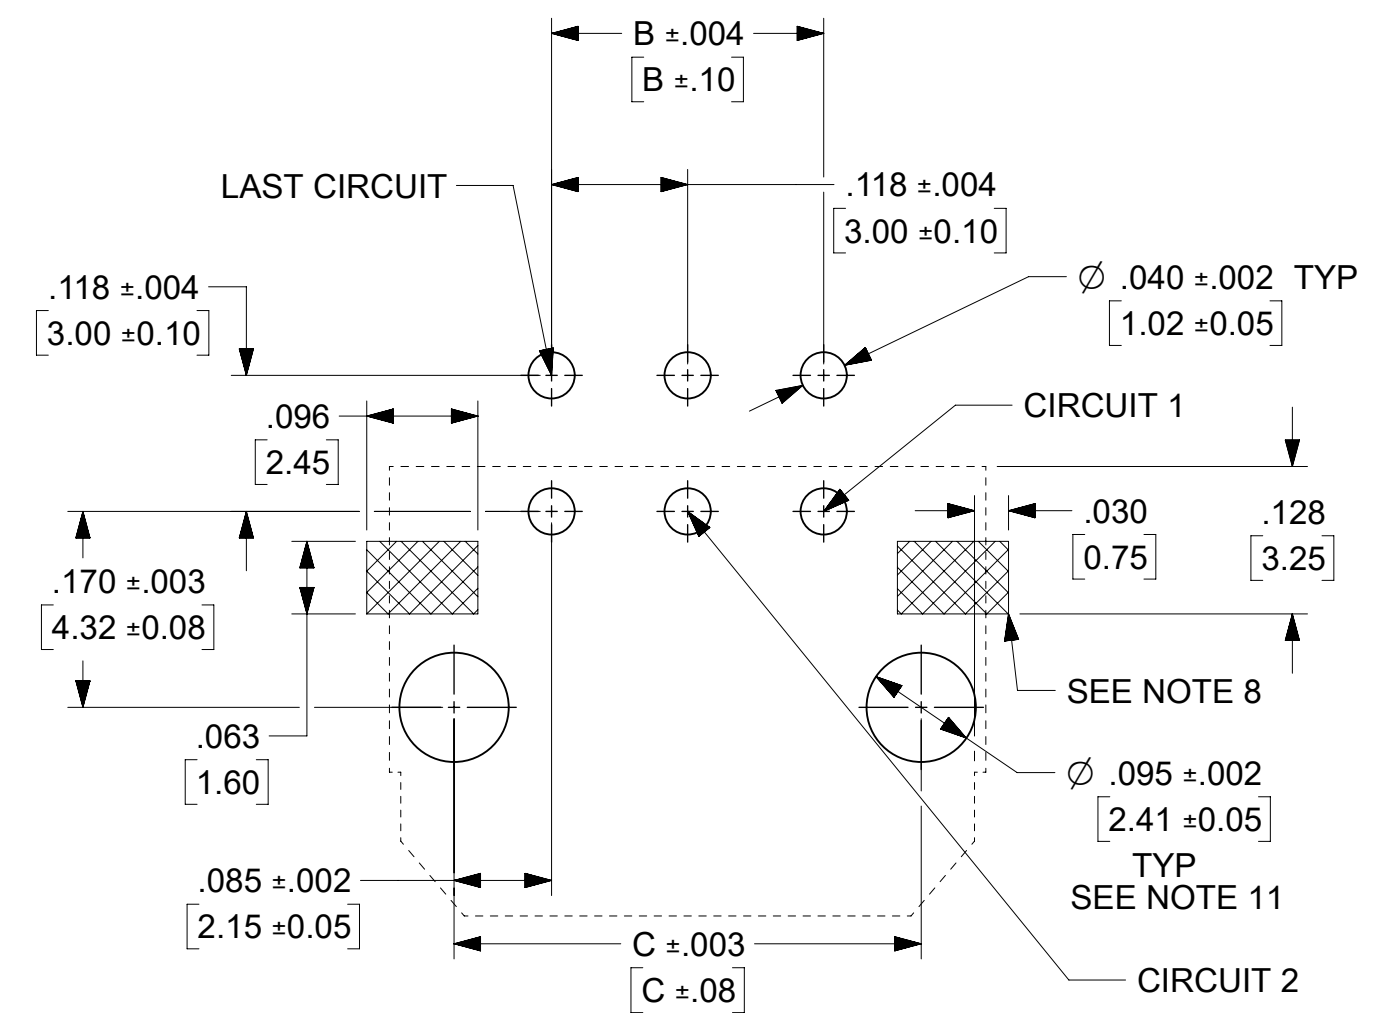 B ±.004
[B ±.10]
LAST CIRCUIT
.118 ±.004
[3.00 ±0.10]
.118 ±.004
[3.00 ±0.10]
Ø .040 ±.002 TYP
[1.02 ±0.05]
.096
[2.45]
CIRCUIT 1
.030
[0.75]
.128
[3.25]
.170 ±.003
[4.32 ±0.08]
SEE NOTE 8
.063
[1.60]
Ø .095 ±.002
[2.41 ±0.05]
TYP
SEE NOTE 11
.085 ±.002
[2.15 ±0.05]
C ±.003
[C ±.08]
CIRCUIT 2